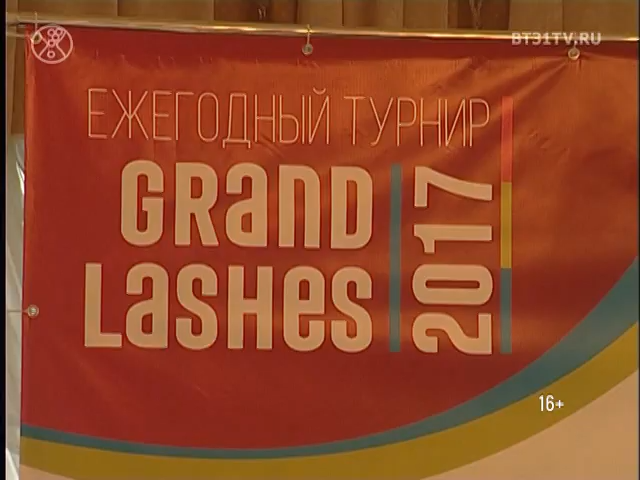 BT31TV.RU
ЕЖЕГОДНЫЙ ТУРНИР
GRAND
LASHES
2017
16+